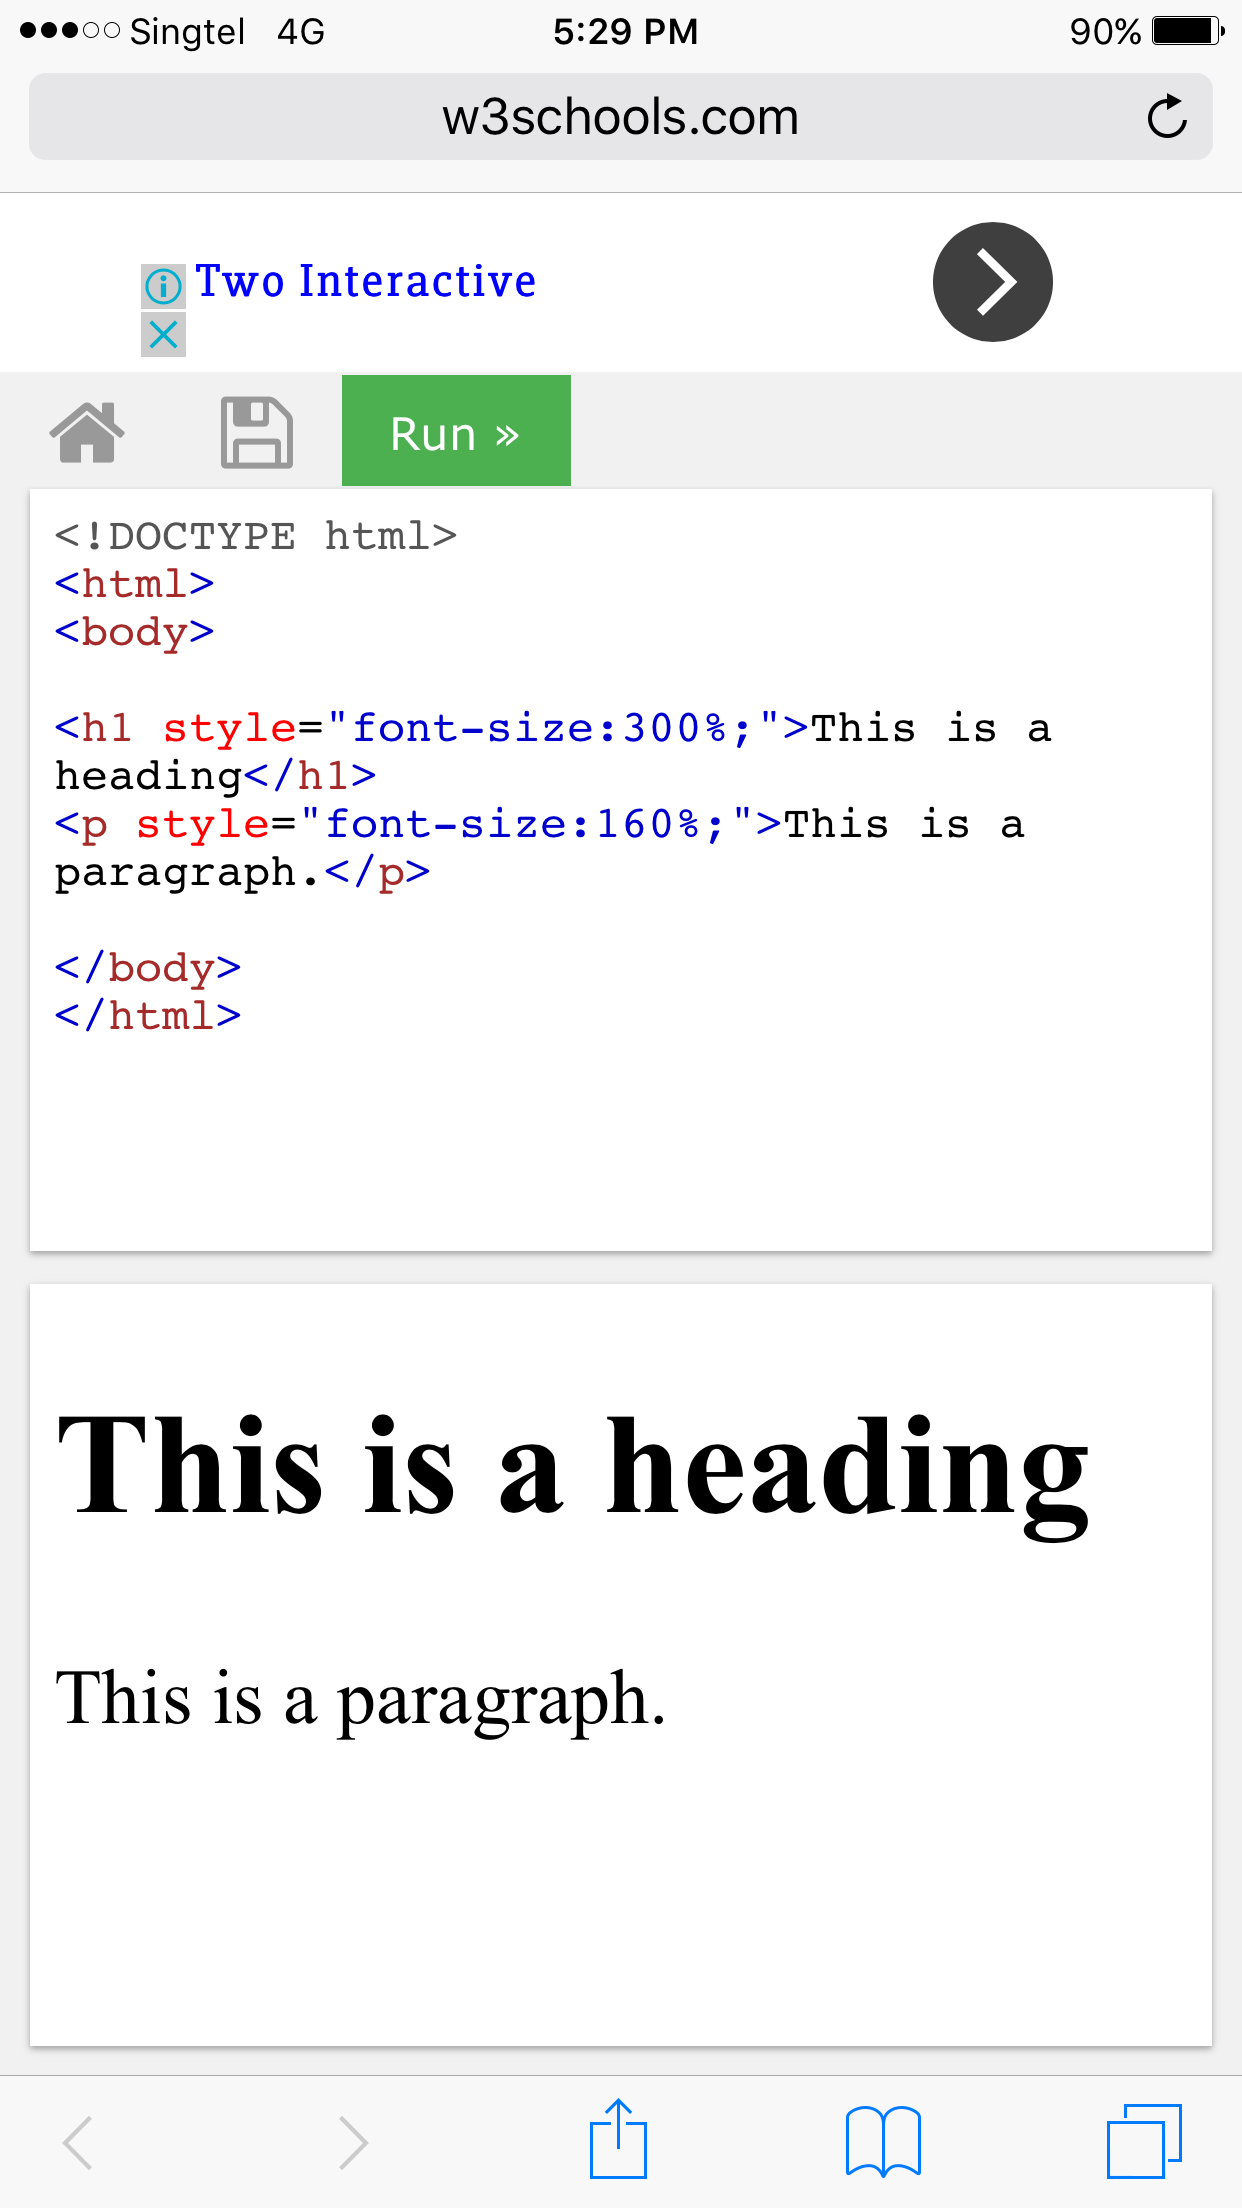 Singtel 4G 5:29 PM 90%
w3schools.com
Two Interactive
Run »
<!DOCTYPE html>
<html>
<body>
<h1 style="font-size:300%;">This is a
heading</h1>
<p style="font-size:160%;">This is a
paragraph.</p>
</body>
</html>
This is a heading
This is a paragraph.